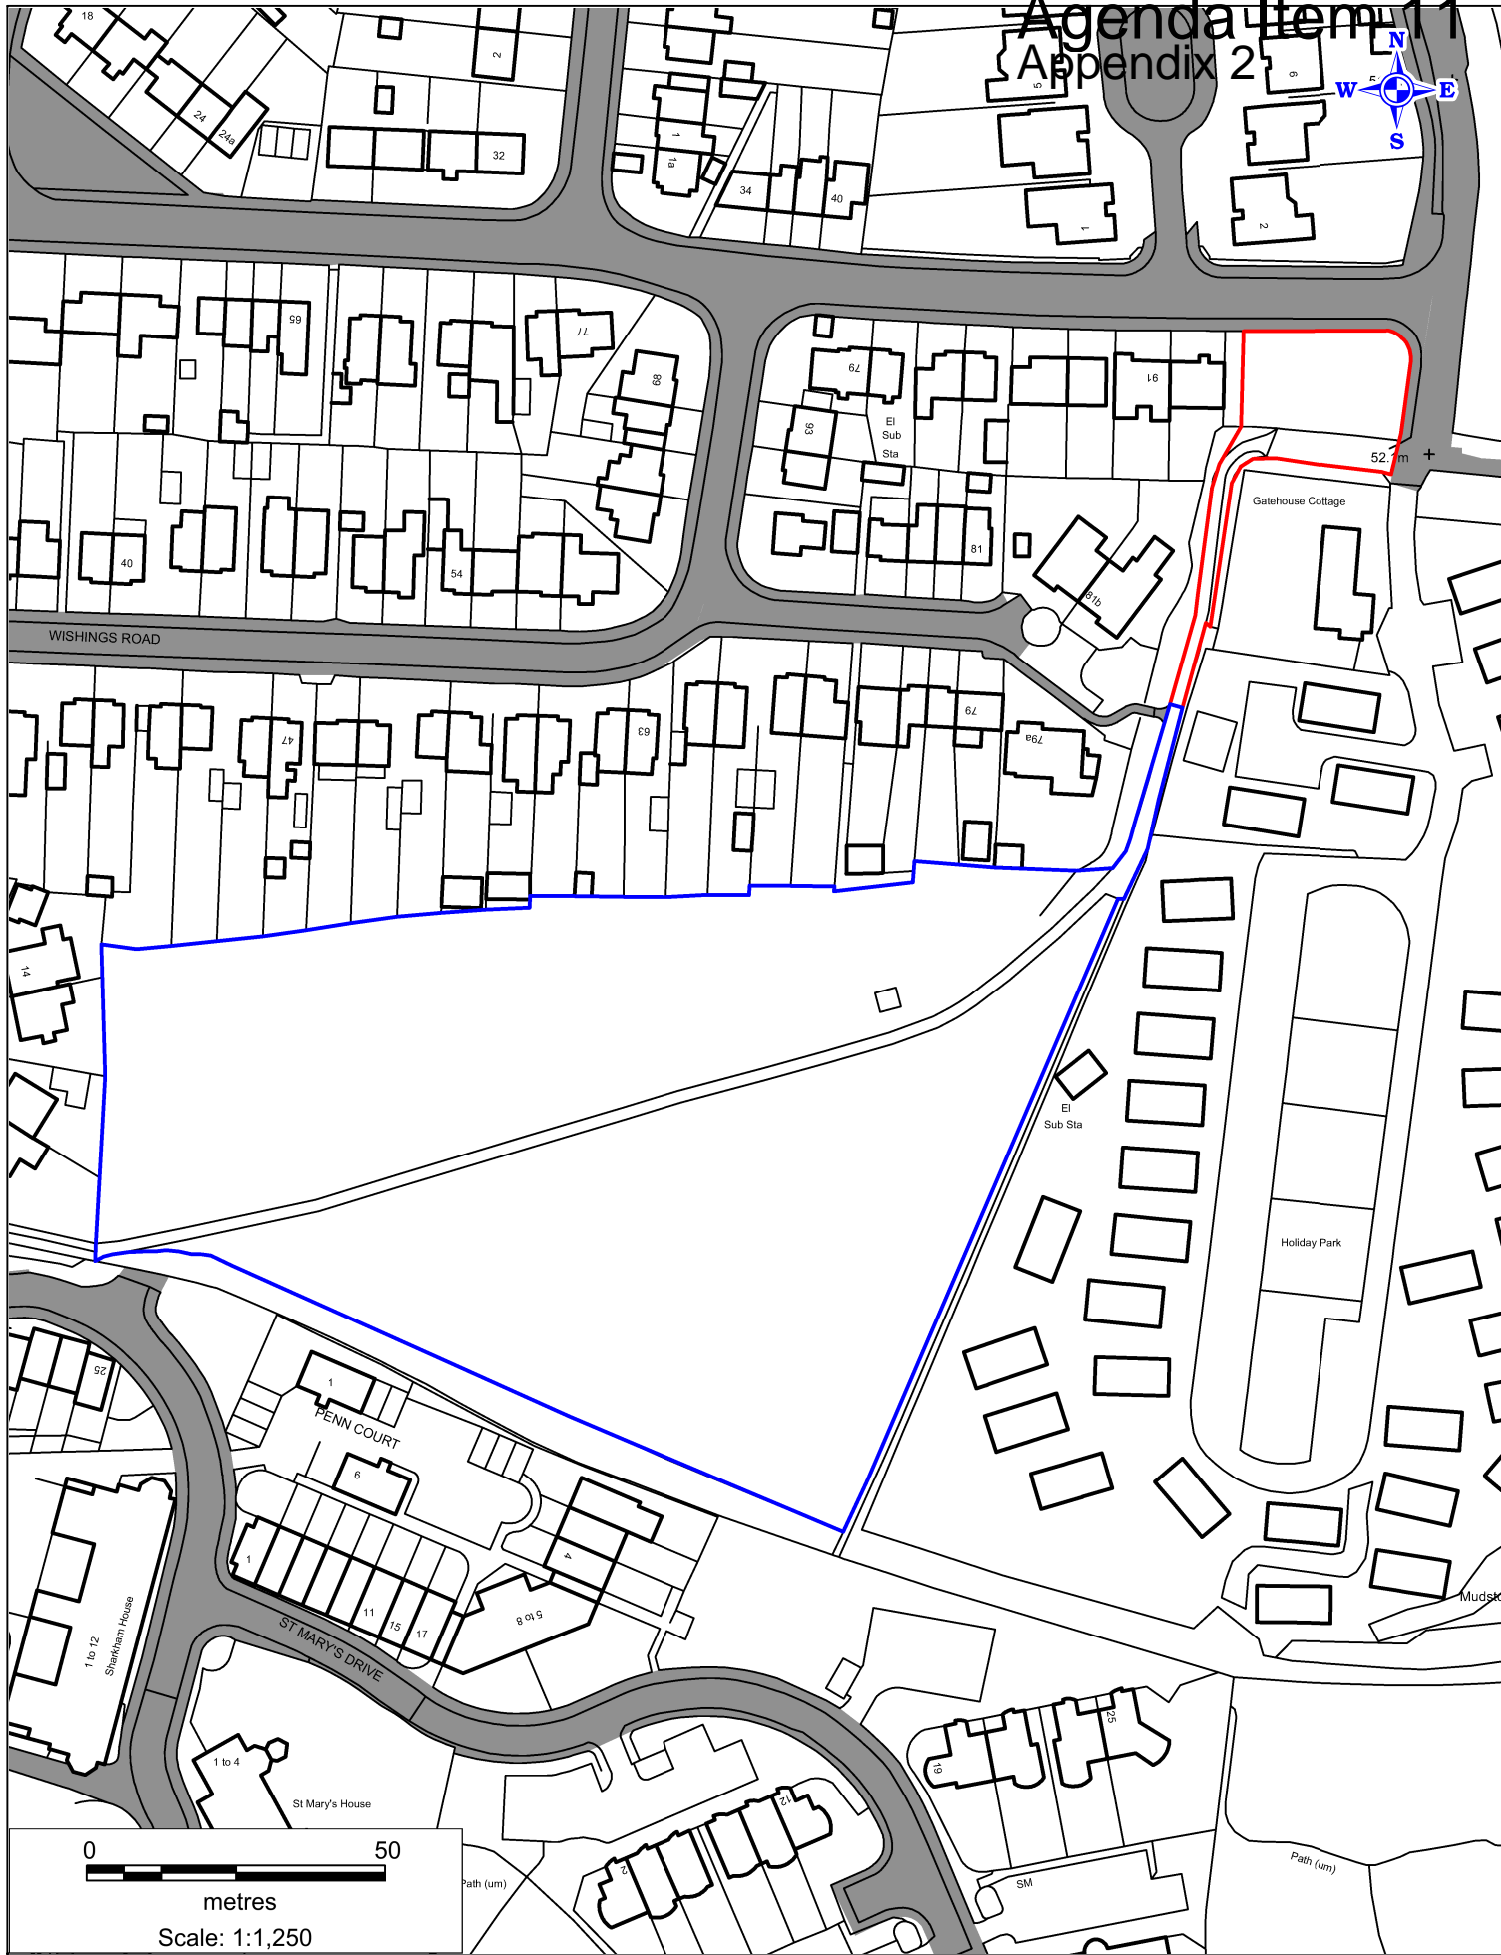 Agenda Item 11
Appendix 2
N
W
E
S
18
24
24a
2
32
1
1a
34
40
5
1
6
2
65
77
89
79
El
Sub
Sta
93
91
52.1m
Gatehouse Cottage
40
54
81
81b
WISHINGS ROAD
47
63
79
79a
14
El
Sub Sta
Holiday Park
25
1
PENN COURT
6
1
11
15
17
4
5 to 8
ST MARY'S DRIVE
1 to 12
Sharkham House
1 to 4
St Mary's House
Path (um)
2
12
19
25
SM
Path (um)
0
50
metres
Scale: 1:1,250